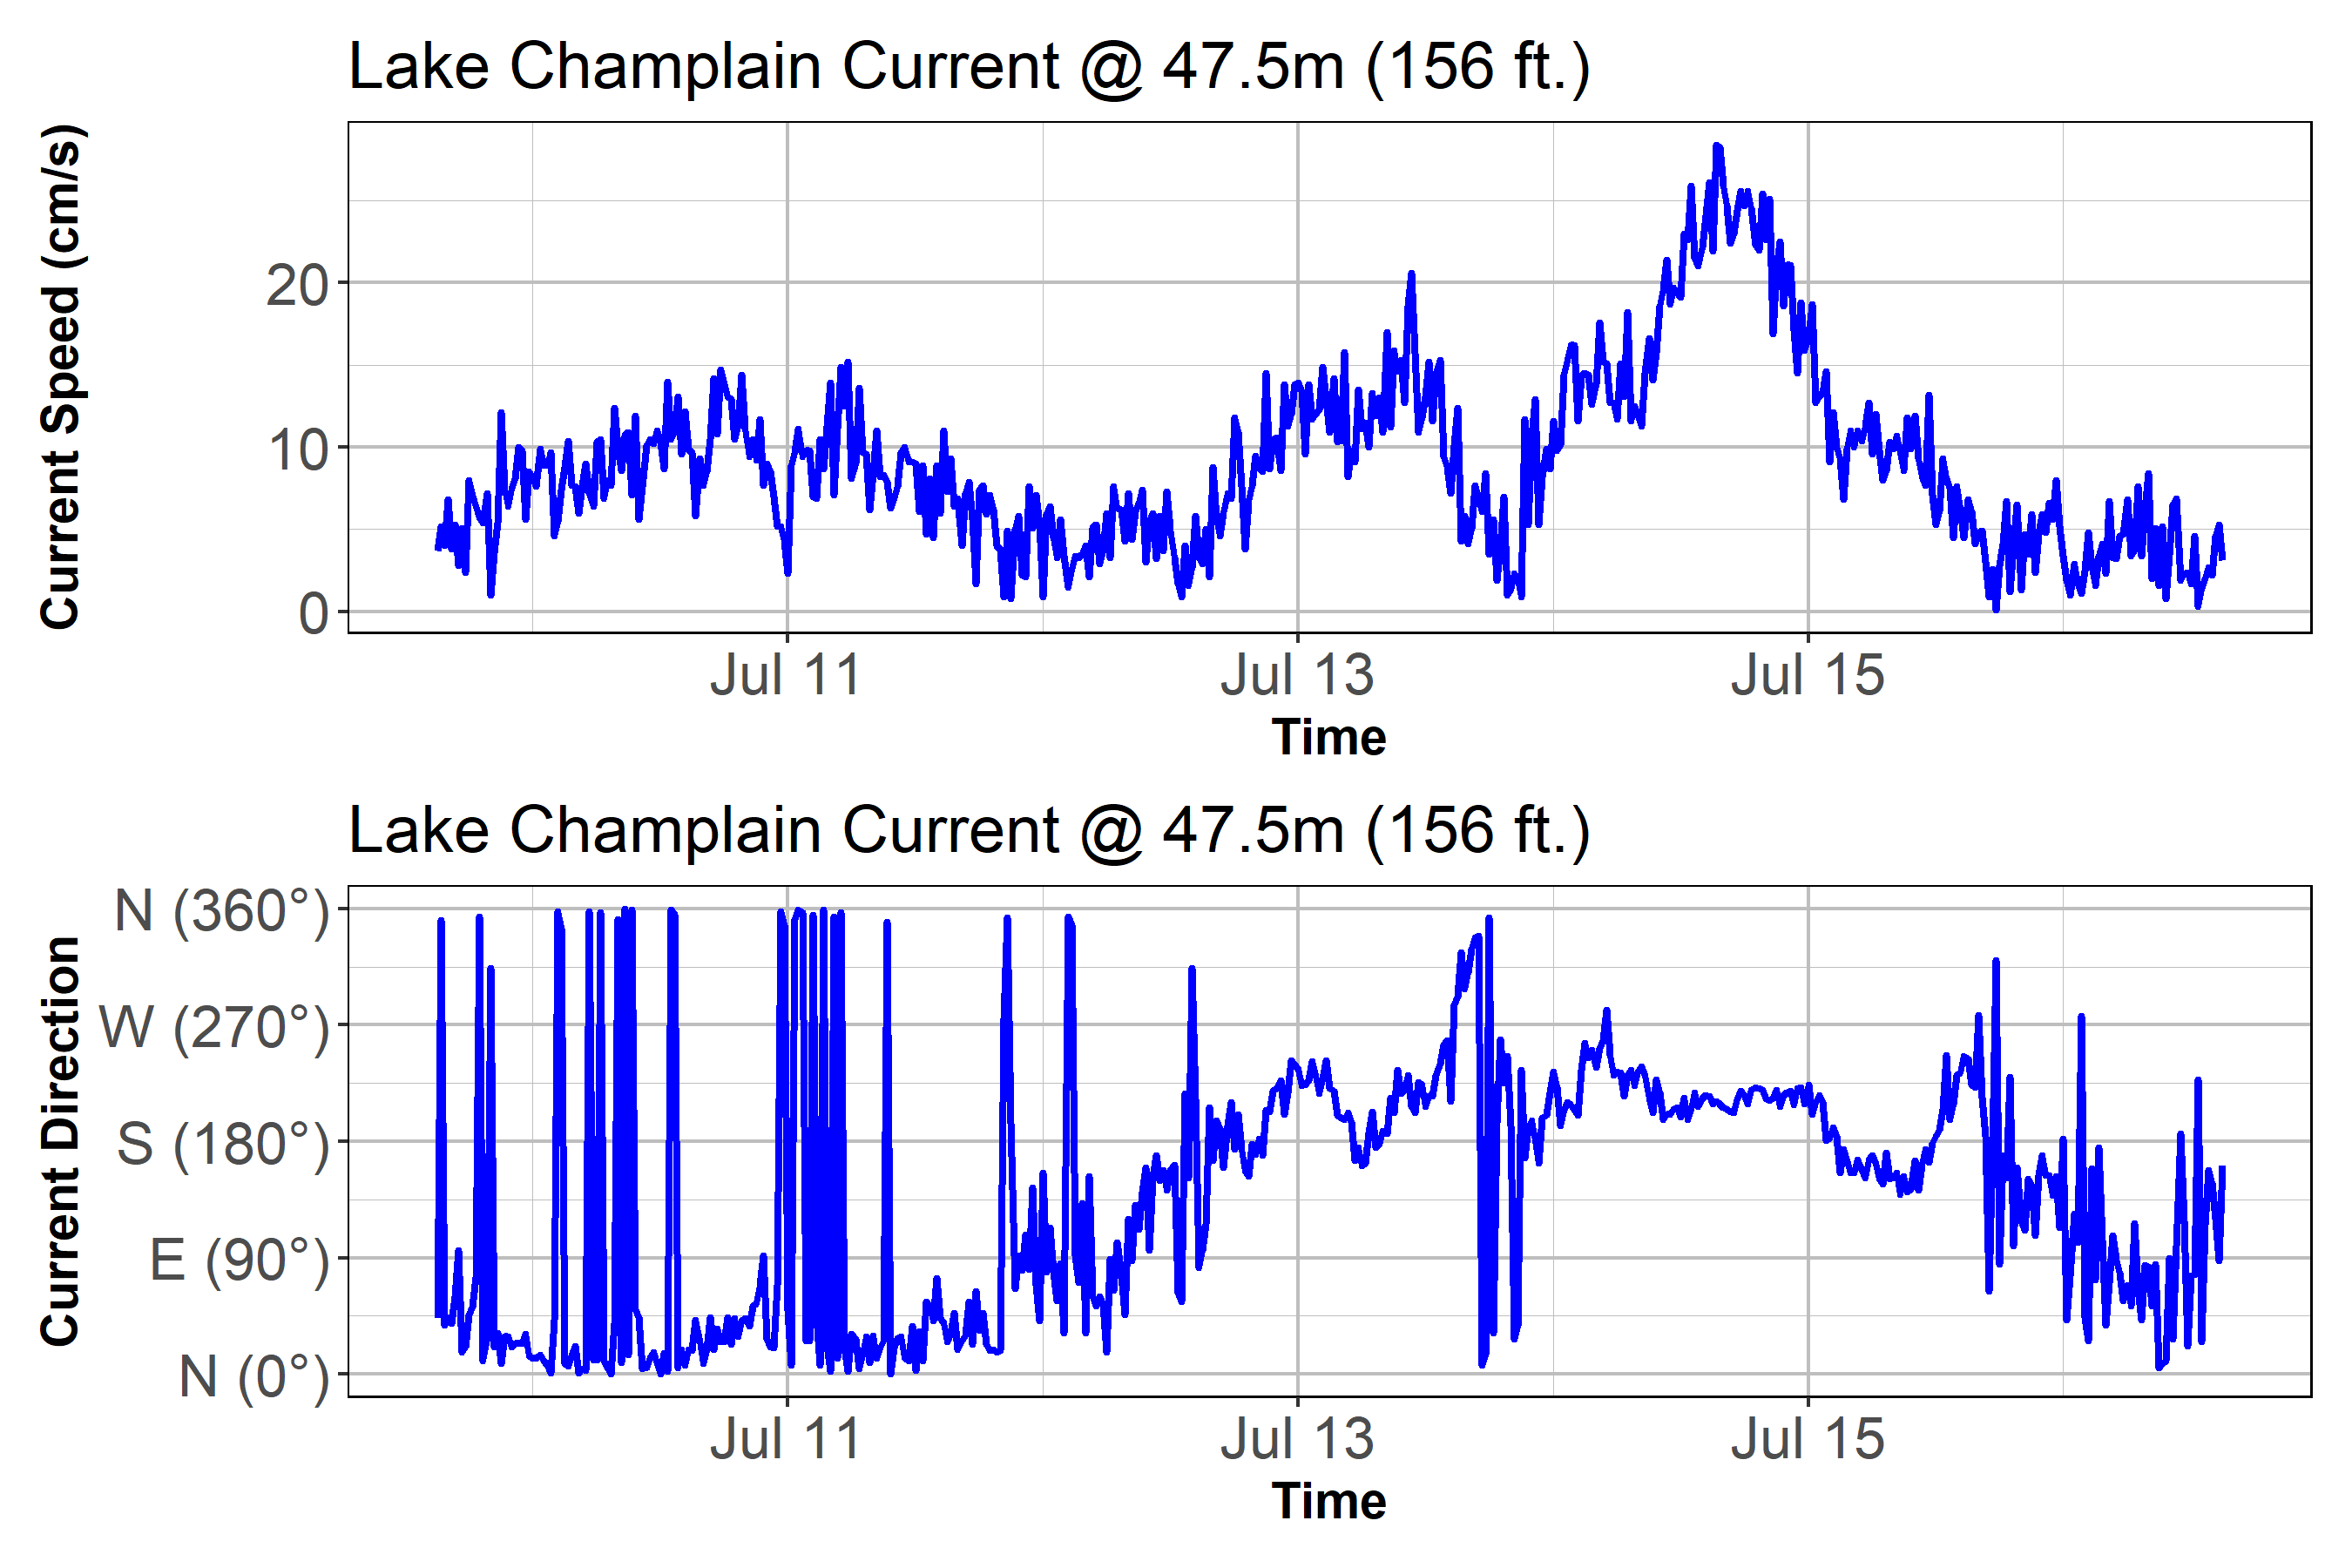 Lake Champlain Current @ 47.5m (156 ft.)
Current Speed (cm/s)
20
10
0
Jul 11 Jul 13 Jul 15
Time
Lake Champlain Current @ 47.5m (156 ft.)
Current Direction
N (360°)
W (270°)
S (180°)
E (90°)
N (0°)
Jul 11 Jul 13 Jul 15
Time